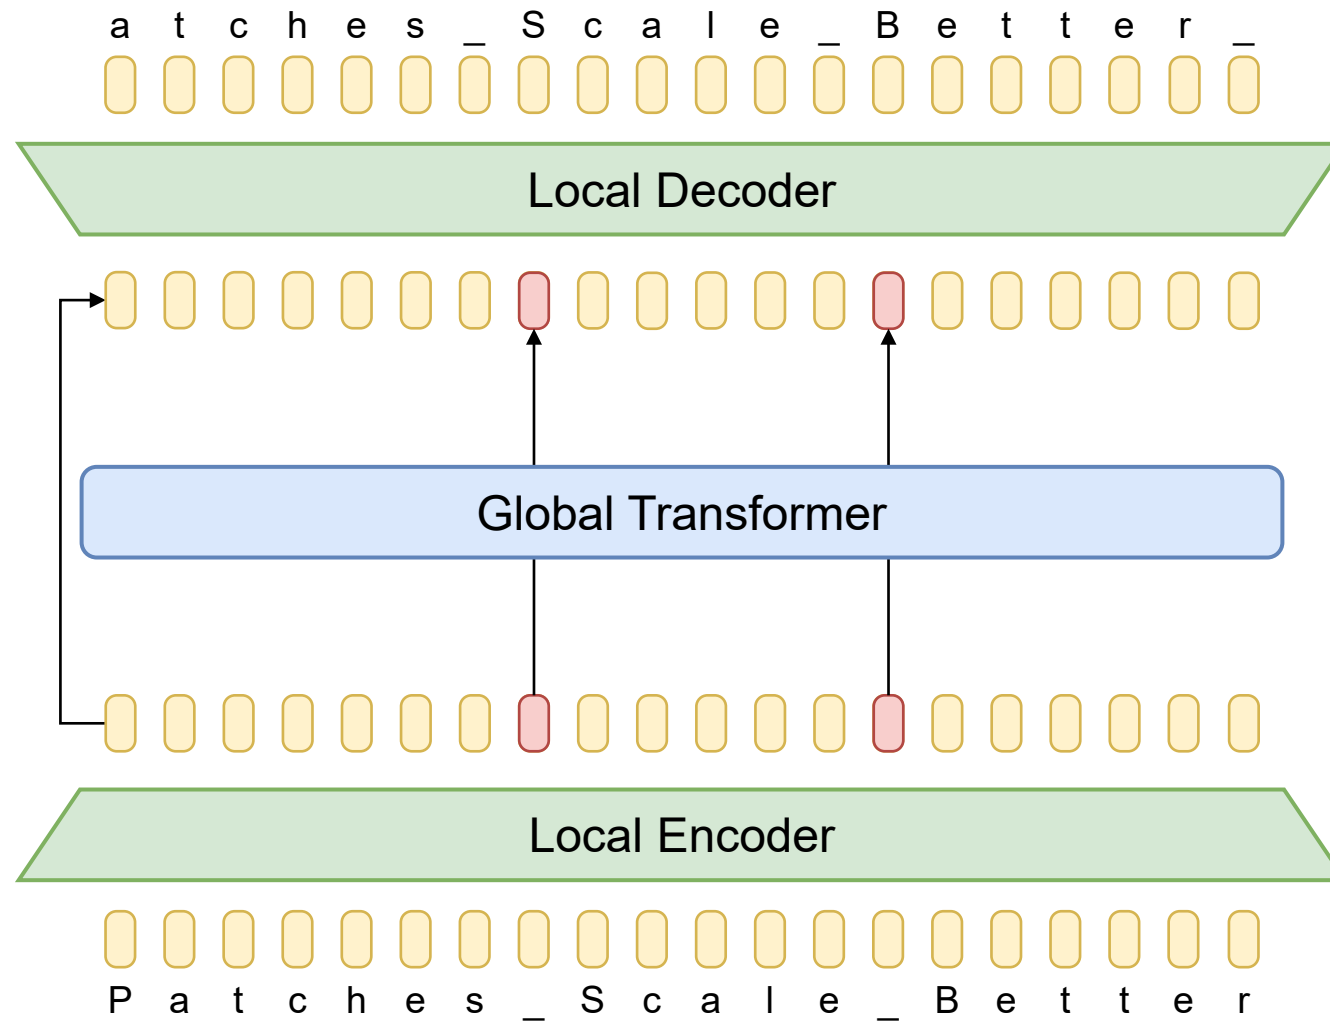 a t c h e s _ S c a l e _ B e t t e r _
Local Decoder
Global Transformer
Local Encoder
P a t c h e s _ S c a l e _ B e t t e r